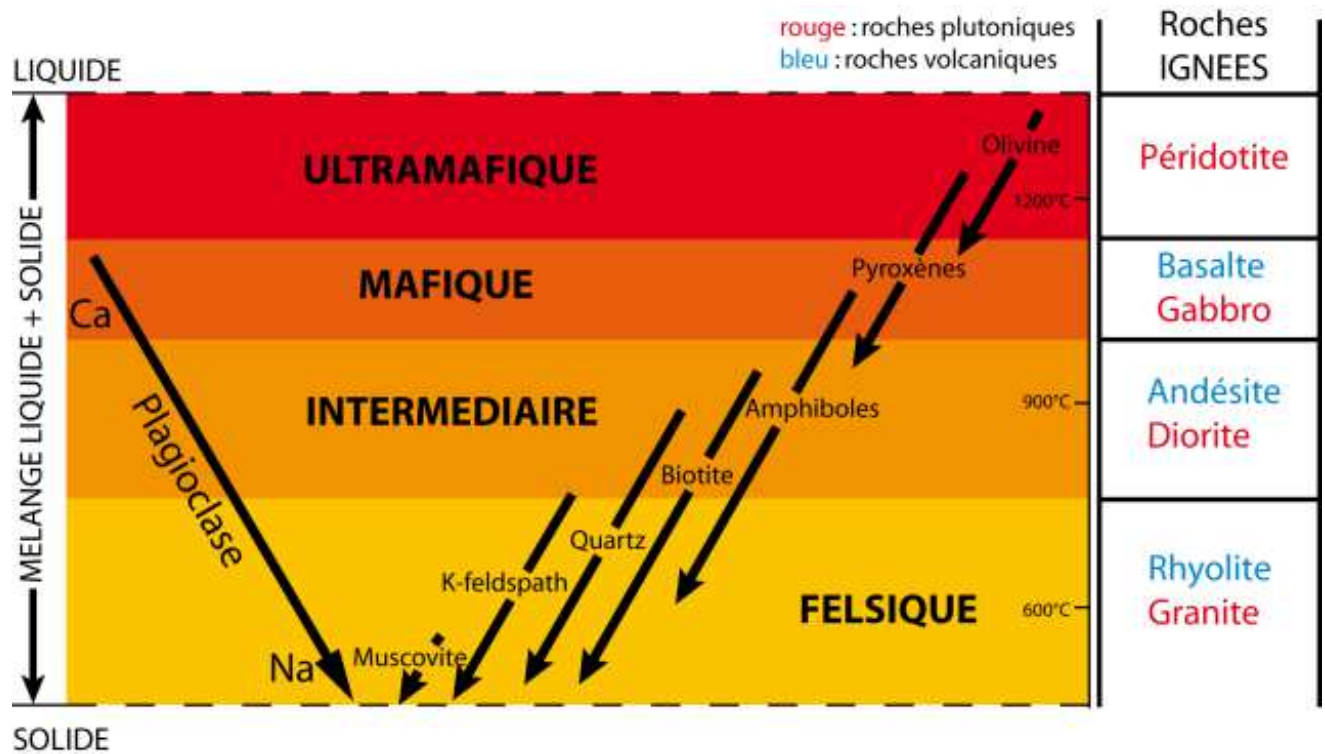 rouge : roches plutoniques
bleu : roches volcaniques
Roches
IGNEES
LIQUIDE
MELANGE LIQUIDE + SOLIDE
ULTRAMAFIQUE
Olivine
1200°C
Péridotite
MAFIQUE
Pyroxènes
Basalte
Gabbro
Ca
Plagioclase
INTERMEDIAIRE
Amphiboles
900°C
Andésite
Diorite
Biotite
Quartz
K-feldspath
FELSIQUE
600°C
Rhyolite
Granite
Na
Muscovite
SOLIDE